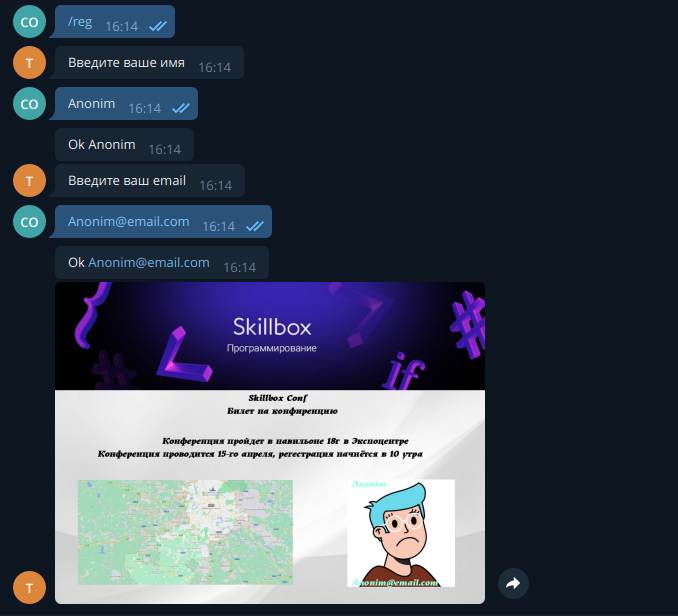 CO
/reg 16:14
T
Введите ваше имя 16:14
CO
Anonim 16:14
Ok Anonim 16:14
T
Введите ваш email 16:14
CO
Anonim@email.com 16:14
Ok Anonim@email.com 16:14
Skillbox
Программирование
if
Skillbox Conf
Билет на конфиренцию
Конференция пройдет в павильоне 18г в Экспоцентре
Конференция проводится 15-го апреля, регестрация начнётся в 10 утра
Anonim
Anonim@email.com
T